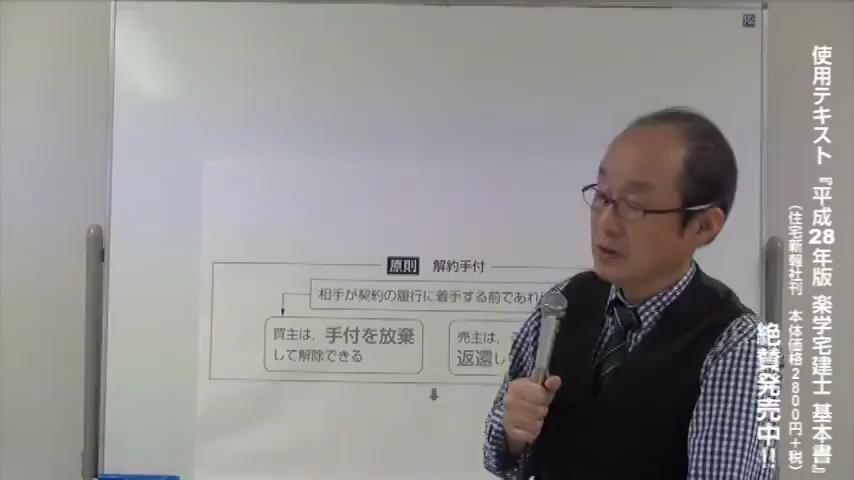 原則 解約手付
相手が契約の履行に着手する前であれ
買主は、手付を放棄
して解除できる
売主は、
返還し
使用テキスト『平成28年版 楽学宅建士 基本書』
(住宅新報社刊 本体価格2800円+税)
絶賛発売中!!